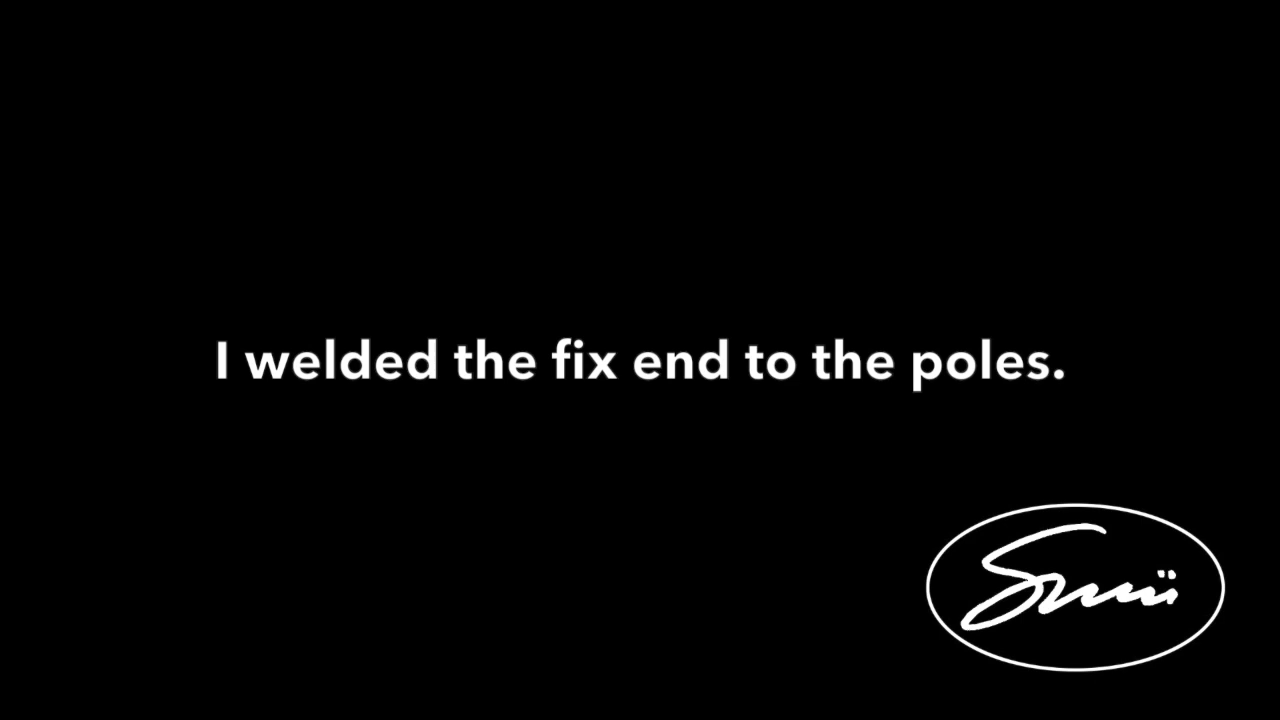 I welded the fix end to the poles.